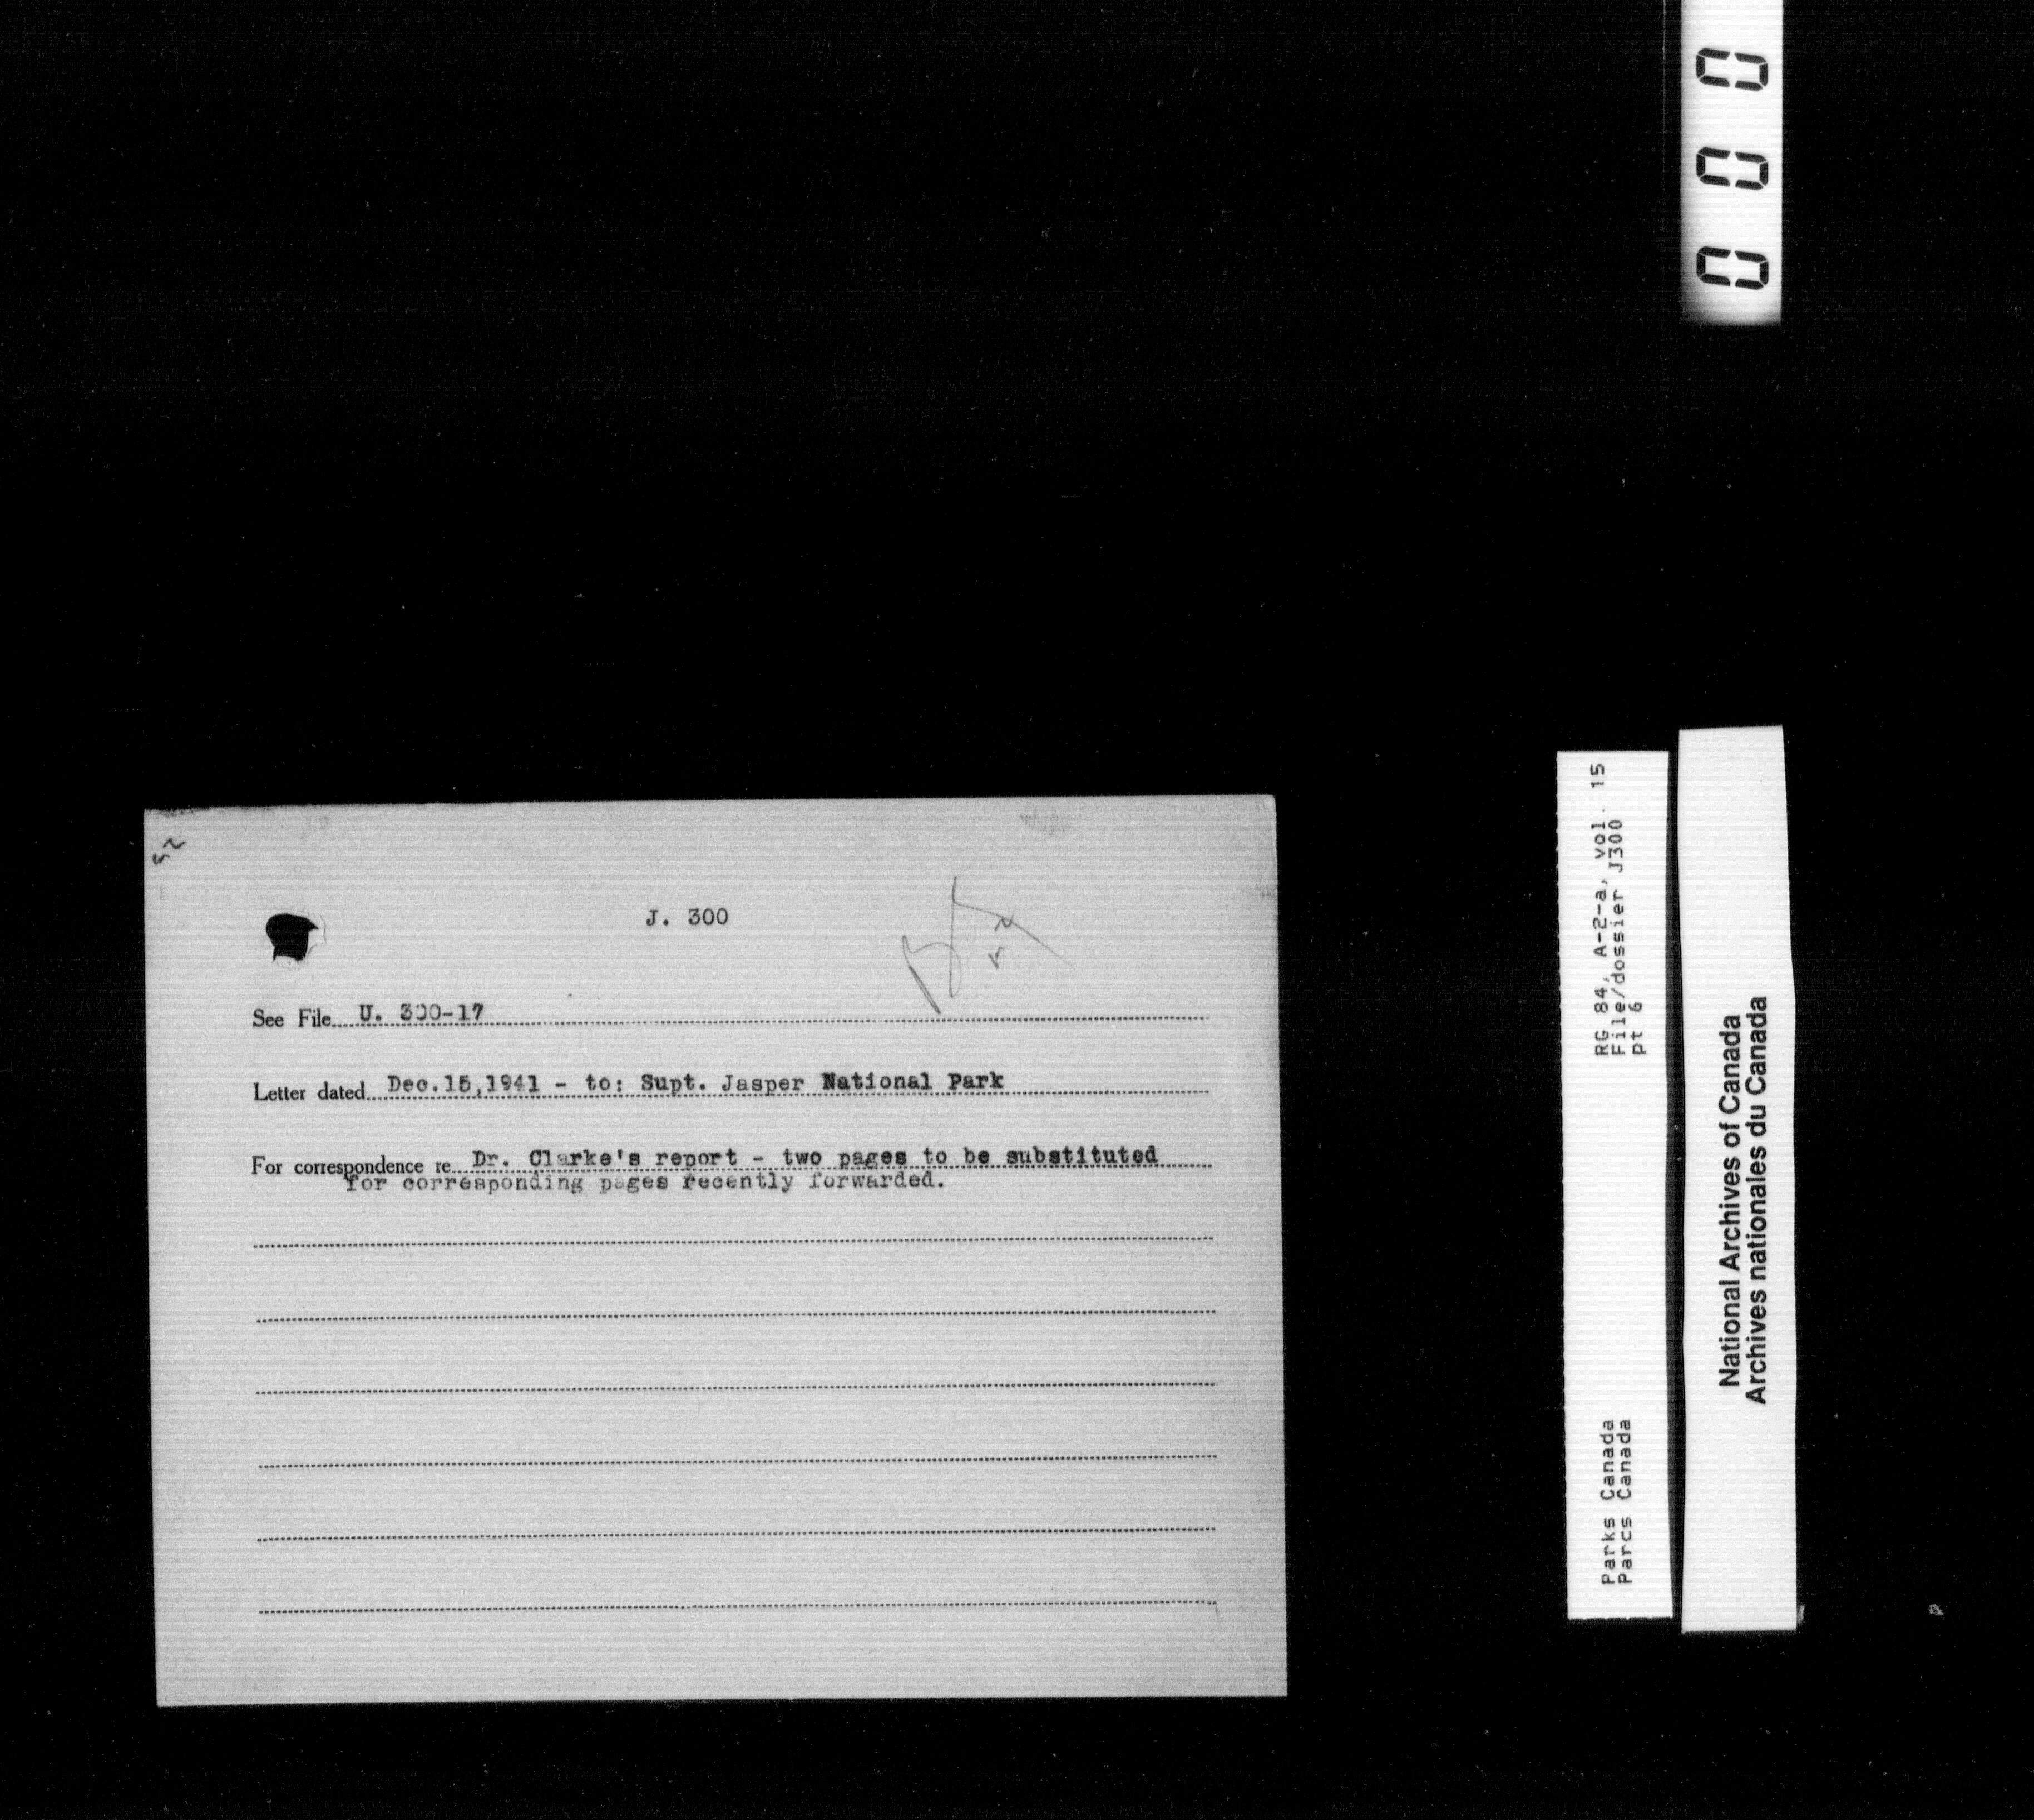 J. 300
See File U. 300-17
Letter dated Dec.15,1941 - to: Supt. Jasper National Park
For correspondence re Dr. Clarke's report - two pages to be substituted
for corresponding pages recently forwarded.
000
RG 84, A-2-a, vol. 15
File/dossier J300
pt 6
Parks Canada
Parcs Canada
National Archives of Canada
Archives nationales du Canada